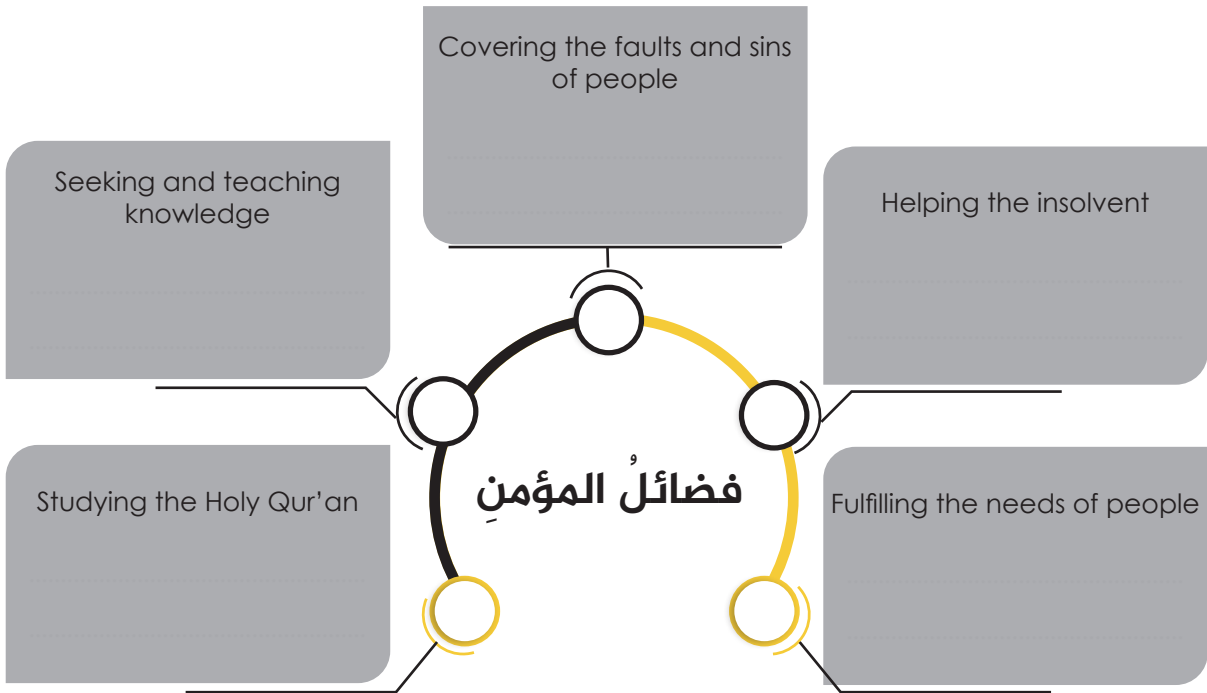 Covering the faults and sins
of people
Seeking and teaching
knowledge
Helping the insolvent
فضائلُ المؤمنِ
Studying the Holy Qur’an
Fulfilling the needs of people